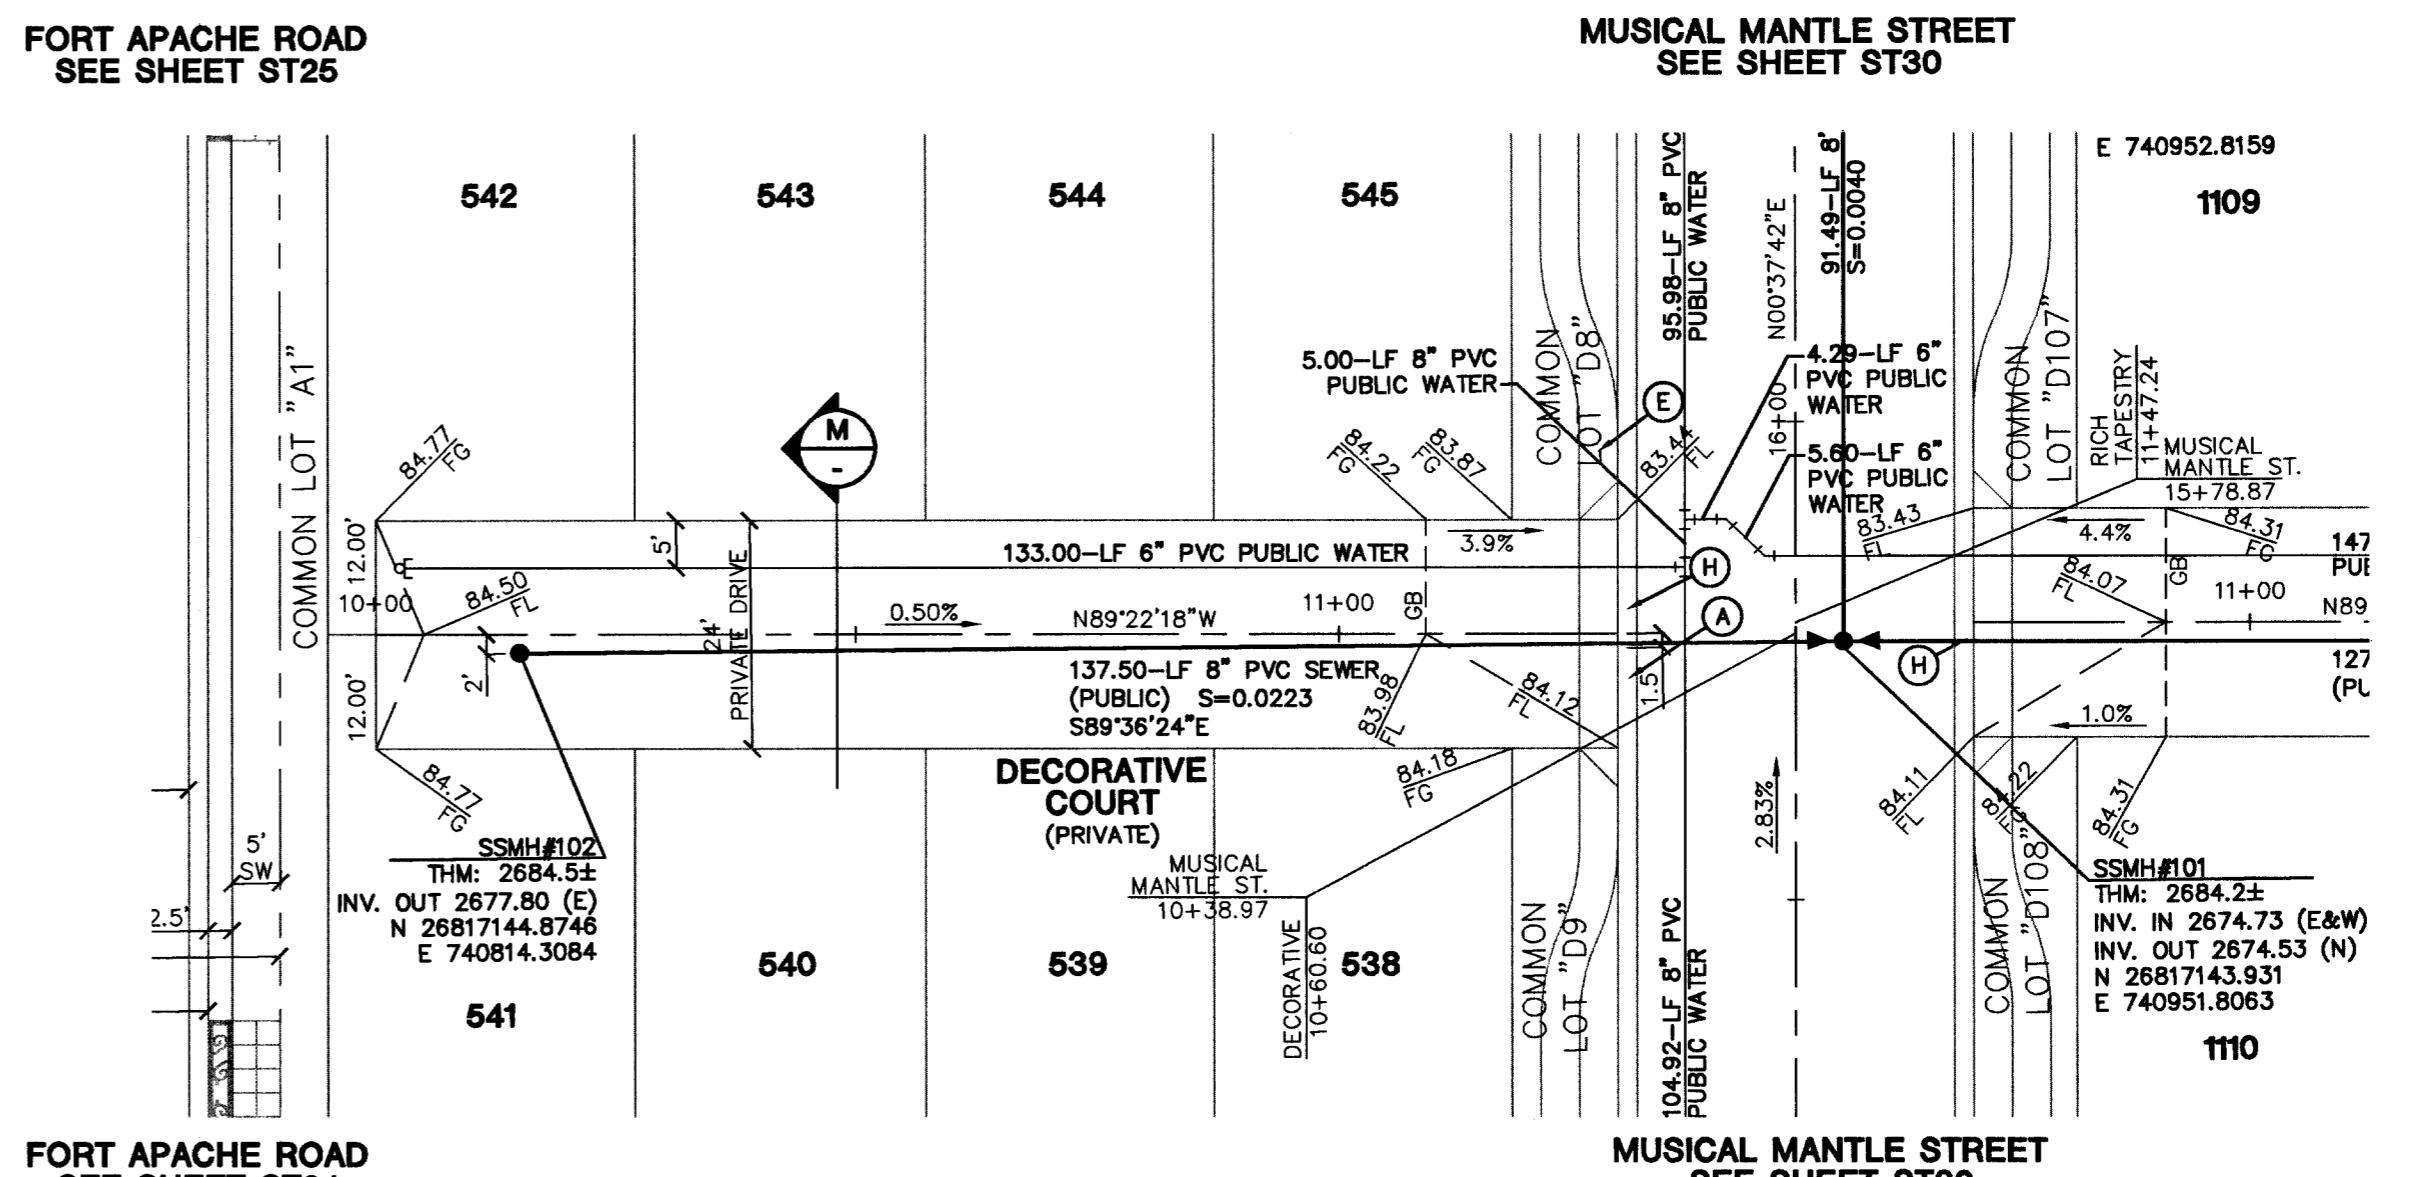 FORT APACHE ROAD
SEE SHEET ST25
MUSICAL MANTLE STREET
SEE SHEET ST30
542
543
544
545
1109
E 740952.8159
COMMON LOT "A1"
COMMON
LOT "D8"
95.98-LF 8" PVC
PUBLIC WATER
N00°37'42"E
16+00
91.49-LF 8"
S=0.0040
COMMON
LOT "D107"
RICH
TAPESTRY
11+47.24
MUSICAL
MANTLE ST.
15+78.87
5.00-LF 8" PVC
PUBLIC WATER
4.29-LF 6"
PVC PUBLIC
WATER
5.60-LF 6"
PVC PUBLIC
WATER
E
M
-
84.77
FG
84.22
FG
83.87
FG
83.44
FL
83.43
FL
84.31
FG
4.4%
3.9%
12.00'
10+00
12.00'
84.50
FL
5'
24'
PRIVATE DRIVE
133.00-LF 6" PVC PUBLIC WATER
0.50%
N89°22'18"W
11+00
GB
H
A
H
84.07
FL
GB
11+00
147
PUB
N89
127
(PU
2'
137.50-LF 8" PVC SEWER
(PUBLIC) S=0.0223
S89°36'24"E
83.98
FL
84.12
FL
1.5'
1.0%
84.77
FG
DECORATIVE
COURT
(PRIVATE)
84.18
FG
2.83%
84.11
FL
84.22
FG
84.31
FG
5'
SW
2.5'
SSMH#102
THM: 2684.5±
INV. OUT 2677.80 (E)
N 26817144.8746
E 740814.3084
MUSICAL
MANTLE ST.
10+38.97
DECORATIVE
10+60.60
COMMON
LOT "D9"
104.92-LF 8" PVC
PUBLIC WATER
COMMON
LOT "D108"
SSMH#101
THM: 2684.2±
INV. IN 2674.73 (E&W)
INV. OUT 2674.53 (N)
N 26817143.931
E 740951.8063
541
540
539
538
1110
FORT APACHE ROAD
MUSICAL MANTLE STREET